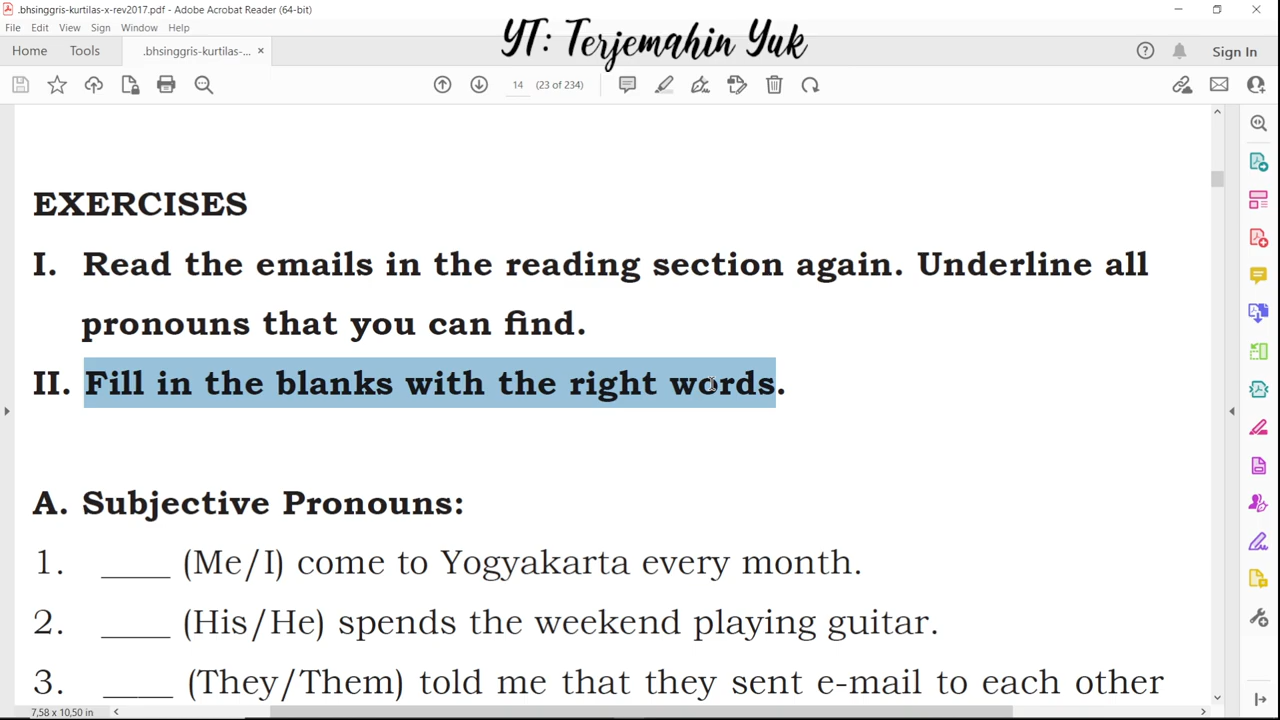 .bhsinggris-kurtilas-x-rev2017.pdf - Adobe Acrobat Reader (64-bit)
File Edit View Sign Window Help
YT: Terjemahin Yuk
Home Tools .bhsinggris-kurtilas-... × Sign In
14 (23 of 234)
EXERCISES
I. Read the emails in the reading section again. Underline all
pronouns that you can find.
II. Fill in the blanks with the right words.
A. Subjective Pronouns:
1. ____ (Me/I) come to Yogyakarta every month.
2. ____ (His/He) spends the weekend playing guitar.
3. ____ (They/Them) told me that they sent e-mail to each other
7,58 x 10,50 in